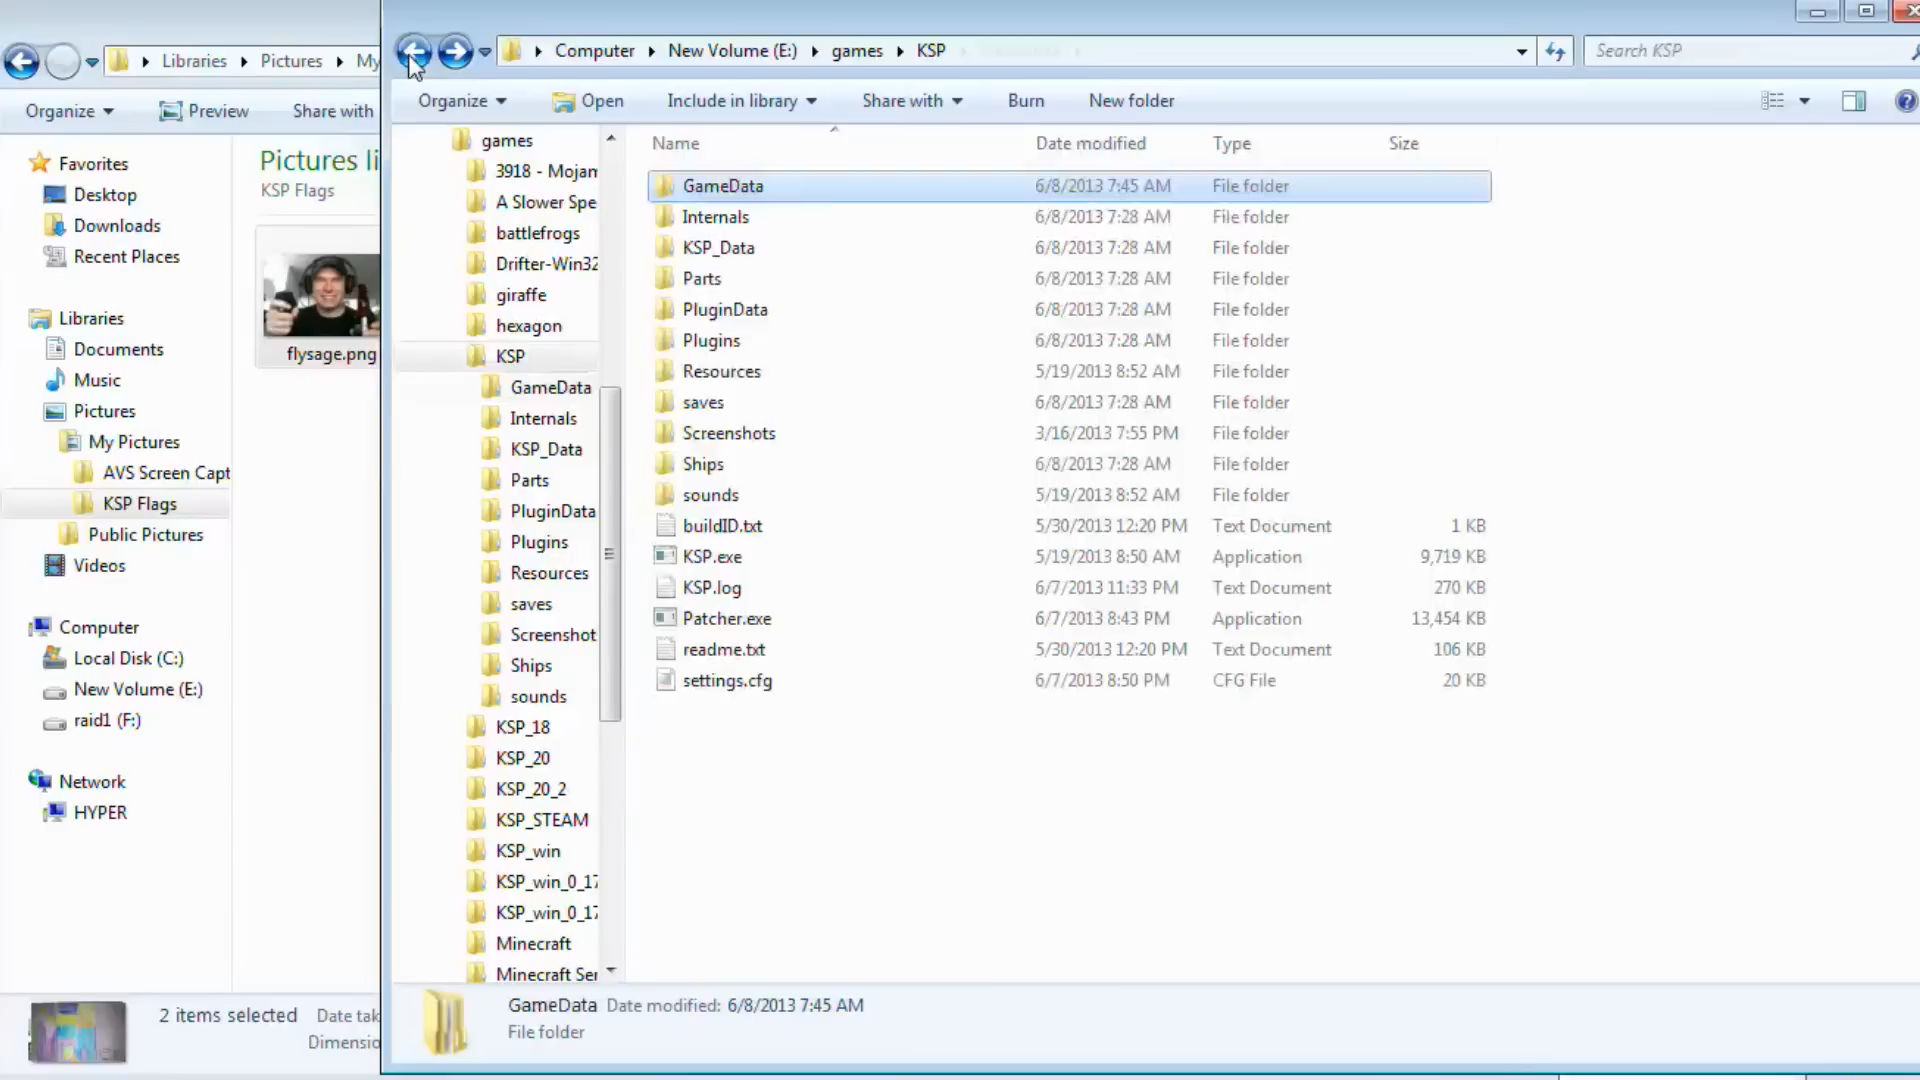 Libraries Pictures My
Organize Preview Share with
Favorites
Desktop
Downloads
Recent Places
Libraries
Documents
Music
Pictures
My Pictures
AVS Screen Capt
KSP Flags
Public Pictures
Videos
Computer
Local Disk (C:)
New Volume (E:)
raid1 (F:)
Network
HYPER
Pictures li
KSP Flags
flysage.png
2 items selected Date tak
Dimensio
Computer New Volume (E:) games KSP
Search KSP
Organize Open Include in library Share with Burn New folder
games
3918 - Mojam
A Slower Spe
battlefrogs
Drifter-Win32
giraffe
hexagon
KSP
GameData
Internals
KSP_Data
Parts
PluginData
Plugins
Resources
saves
Screenshot
Ships
sounds
KSP_18
KSP_20
KSP_20_2
KSP_STEAM
KSP_win
KSP_win_0_17
KSP_win_0_17
Minecraft
Minecraft Ser
Name Date modified Type Size
GameData 6/8/2013 7:45 AM File folder
Internals 6/8/2013 7:28 AM File folder
KSP_Data 6/8/2013 7:28 AM File folder
Parts 6/8/2013 7:28 AM File folder
PluginData 6/8/2013 7:28 AM File folder
Plugins 6/8/2013 7:28 AM File folder
Resources 5/19/2013 8:52 AM File folder
saves 6/8/2013 7:28 AM File folder
Screenshots 3/16/2013 7:55 PM File folder
Ships 6/8/2013 7:28 AM File folder
sounds 5/19/2013 8:52 AM File folder
buildID.txt 5/30/2013 12:20 PM Text Document 1 KB
KSP.exe 5/19/2013 8:50 AM Application 9,719 KB
KSP.log 6/7/2013 11:33 PM Text Document 270 KB
Patcher.exe 6/7/2013 8:43 PM Application 13,454 KB
readme.txt 5/30/2013 12:20 PM Text Document 106 KB
settings.cfg 6/7/2013 8:50 PM CFG File 20 KB
GameData Date modified: 6/8/2013 7:45 AM
File folder